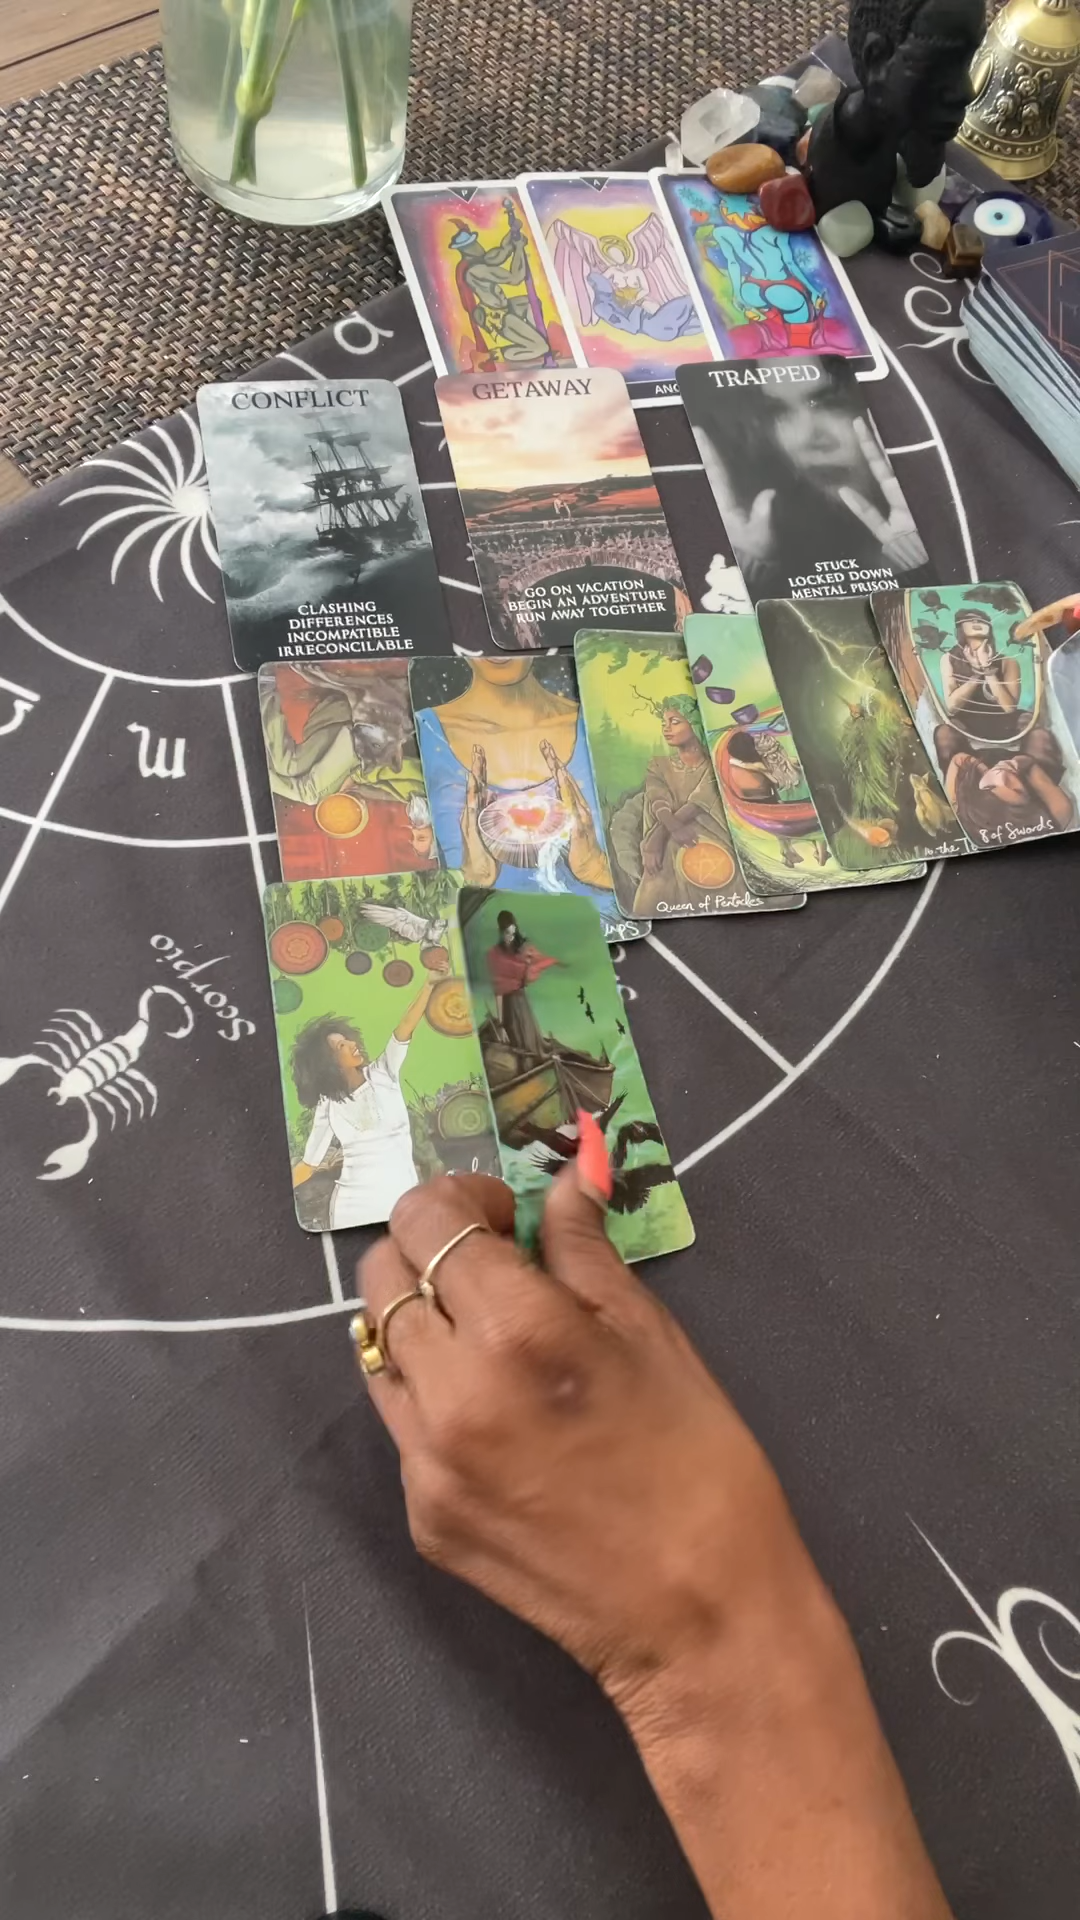 P
A
ANG
CONFLICT
CLASHING
DIFFERENCES
INCOMPATIBLE
IRRECONCILABLE
GETAWAY
GO ON VACATION
BEGIN AN ADVENTURE
RUN AWAY TOGETHER
TRAPPED
STUCK
LOCKED DOWN
MENTAL PRISON
Queen of Pentacles
8 of Swords
Scorpio